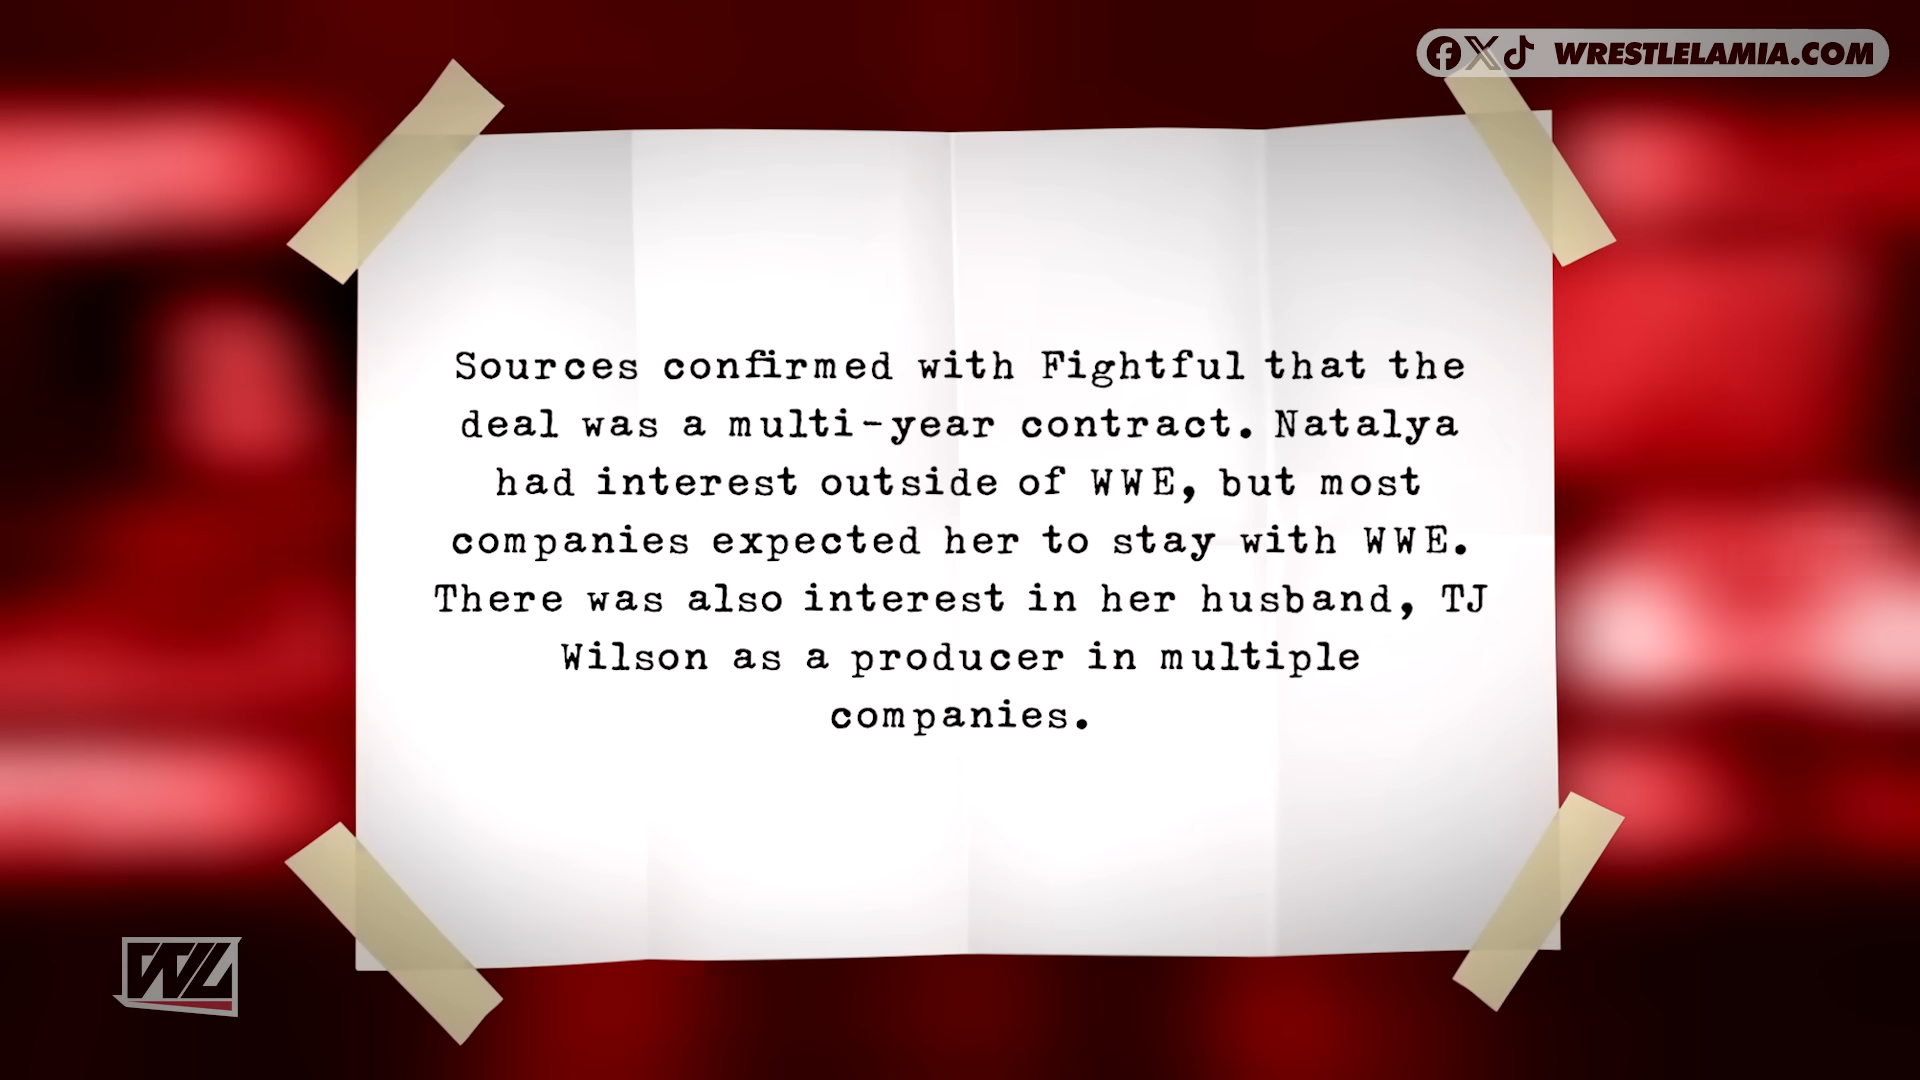 WRESTLELAMIA.COM
Sources confirmed with Fightful that the
deal was a multi-year contract. Natalya
had interest outside of WWE, but most
companies expected her to stay with WWE.
There was also interest in her husband, TJ
Wilson as a producer in multiple
companies.
WL